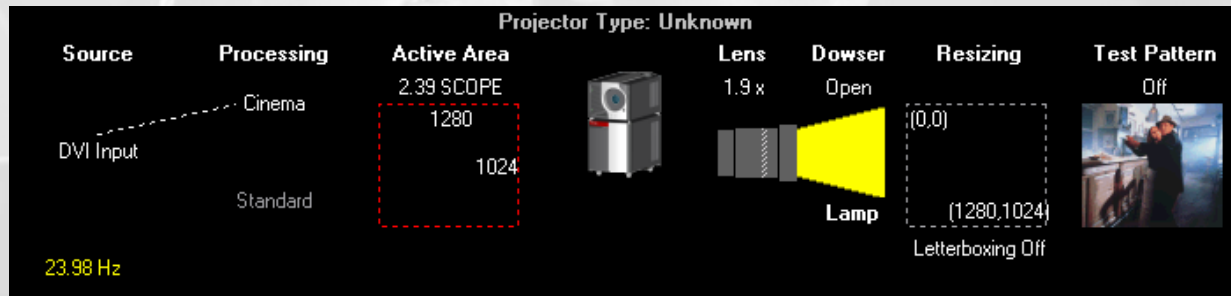 Projector Type: Unknown
Source Processing Active Area Lens Dowser Resizing Test Pattern
2.39 SCOPE 1.9 x Open Off
Cinema 1280 (0,0)
DVI Input 1024
Standard Lamp (1280,1024)
Letterboxing Off
23.98 Hz